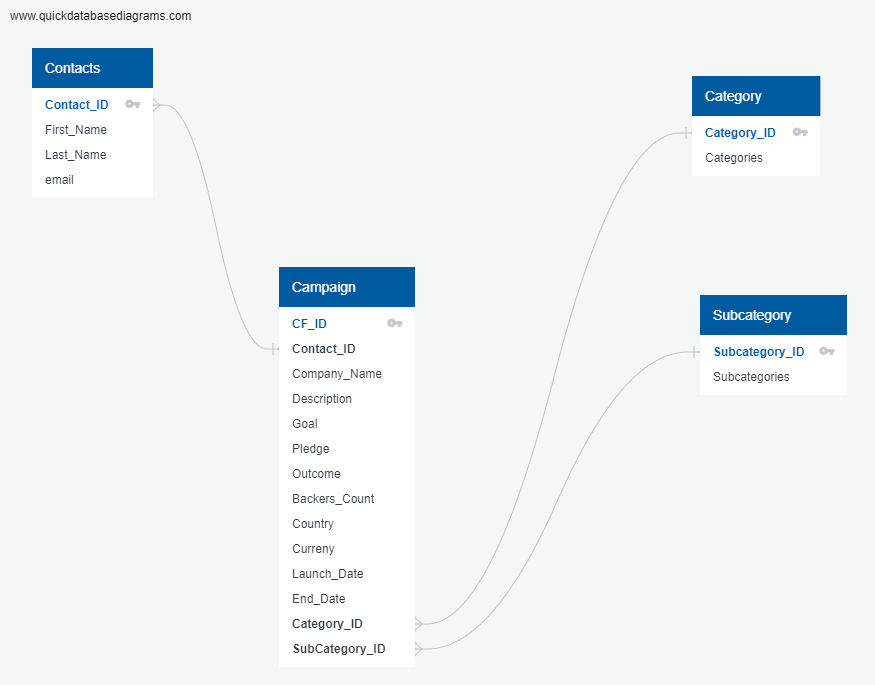 www.quickdatabasediagrams.com
Contacts
Contact_ID
First_Name
Last_Name
email
Campaign
CF_ID
Contact_ID
Company_Name
Description
Goal
Pledge
Outcome
Backers_Count
Country
Curreny
Launch_Date
End_Date
Category_ID
SubCategory_ID
Category
Category_ID
Categories
Subcategory
Subcategory_ID
Subcategories